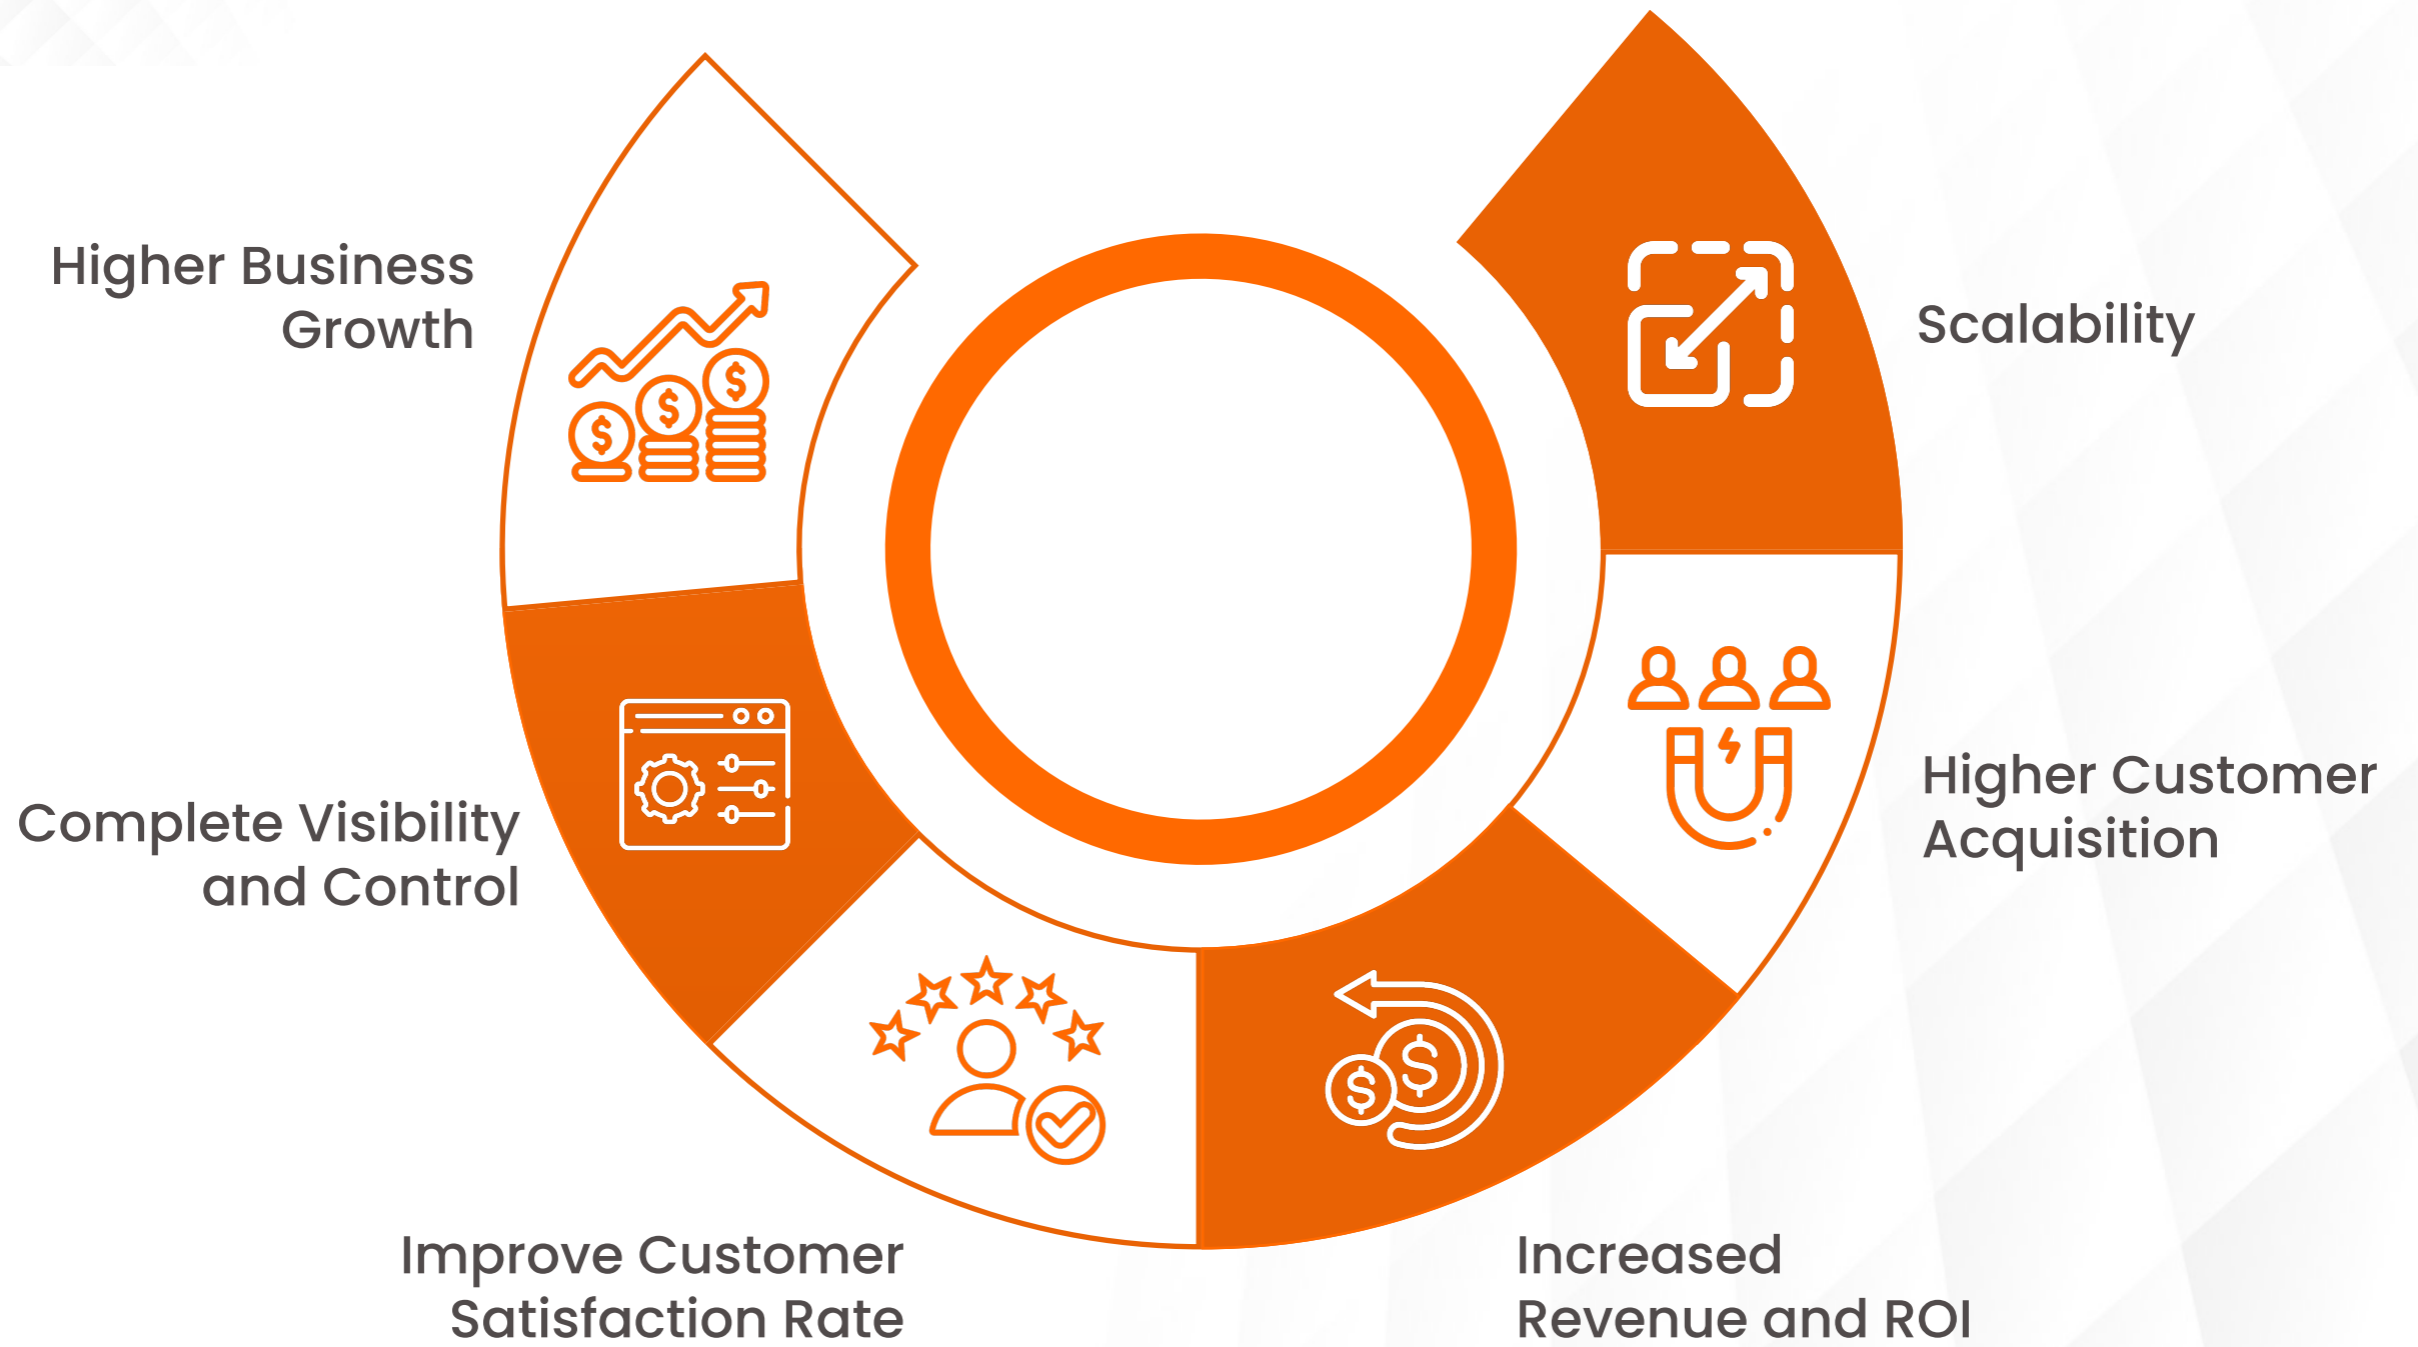 Higher Business
Growth
Scalability
Higher Customer
Acquisition
Complete Visibility
and Control
Improve Customer
Satisfaction Rate
Increased
Revenue and ROI